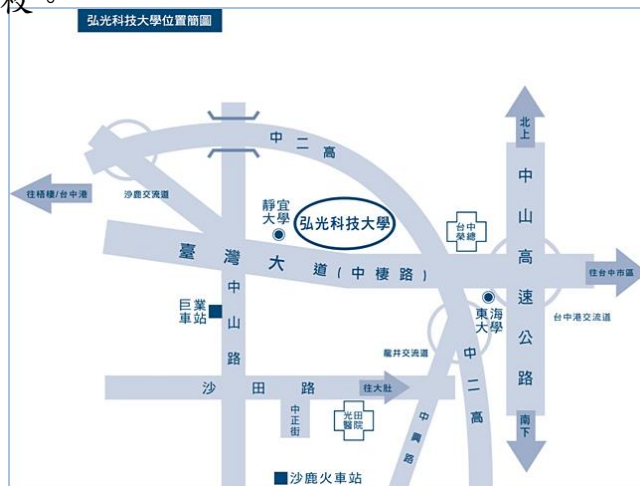 校。
弘光科技大學位置簡圖
北上
中二高
往梧棲/台中港
沙鹿交流道
靜宜
大學
弘光科技大學
台中
榮總
中山高速公路
臺灣大道(中棲路)
往台中市區
巨業
車站
中山路
東海
大學
台中港交流道
龍井交流道
中二高
沙田路
往大肚
中正街
光田
醫院
中興路
南下
沙鹿火車站